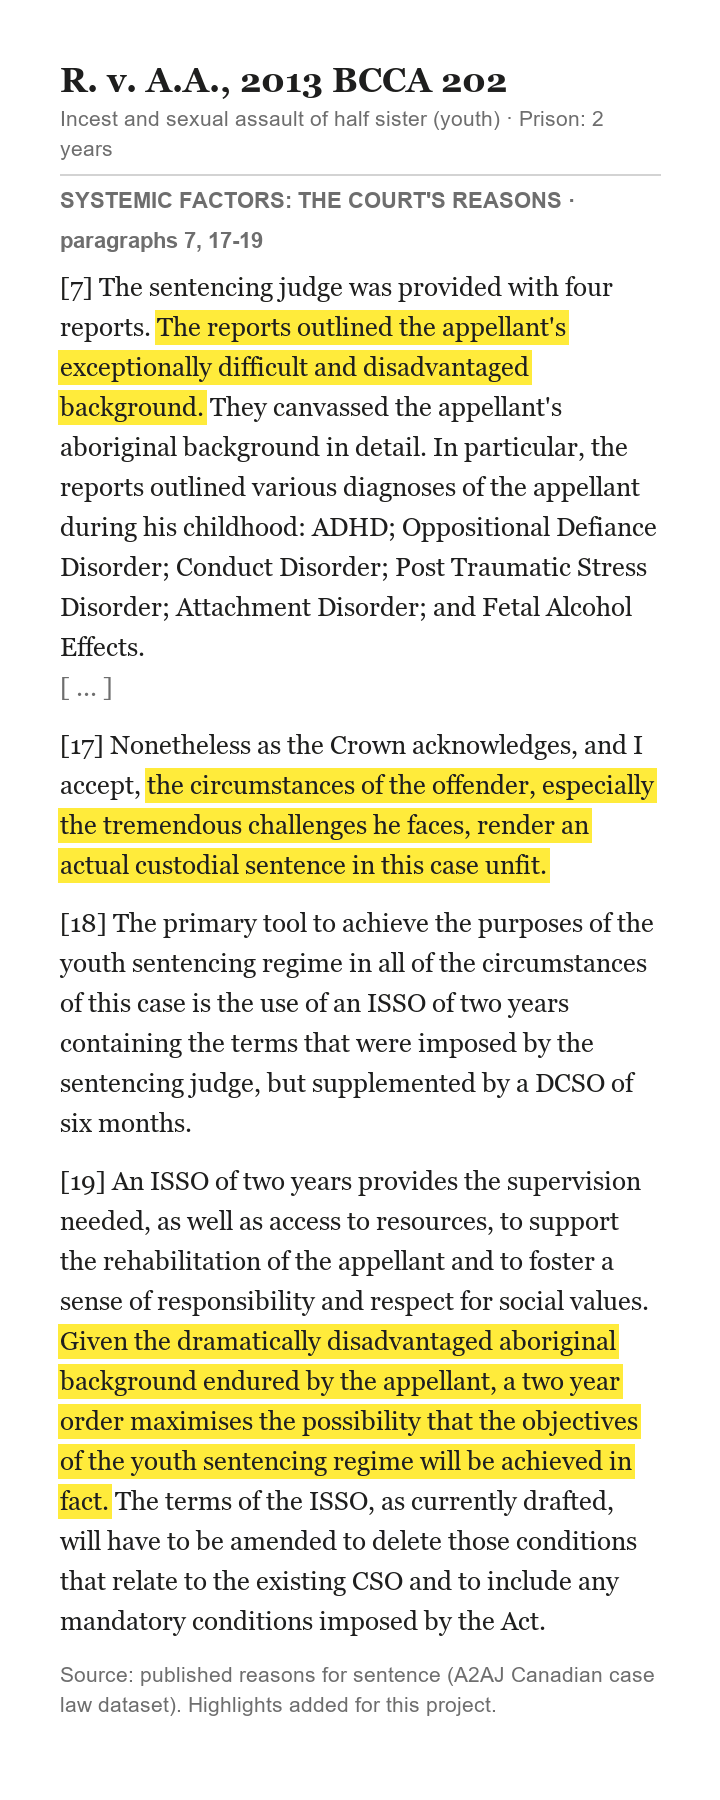 R. v. A.A., 2013 BCCA 202
Incest and sexual assault of half sister (youth) · Prison: 2
years
SYSTEMIC FACTORS: THE COURT'S REASONS ·
paragraphs 7, 17-19
[7] The sentencing judge was provided with four
reports. The reports outlined the appellant's
exceptionally difficult and disadvantaged
background. They canvassed the appellant's
aboriginal background in detail. In particular, the
reports outlined various diagnoses of the appellant
during his childhood: ADHD; Oppositional Defiance
Disorder; Conduct Disorder; Post Traumatic Stress
Disorder; Attachment Disorder; and Fetal Alcohol
Effects.
[ ... ]
[17] Nonetheless as the Crown acknowledges, and I
accept, the circumstances of the offender, especially
the tremendous challenges he faces, render an
actual custodial sentence in this case unfit.
[18] The primary tool to achieve the purposes of the
youth sentencing regime in all of the circumstances
of this case is the use of an ISSO of two years
containing the terms that were imposed by the
sentencing judge, but supplemented by a DCSO of
six months.
[19] An ISSO of two years provides the supervision
needed, as well as access to resources, to support
the rehabilitation of the appellant and to foster a
sense of responsibility and respect for social values.
Given the dramatically disadvantaged aboriginal
background endured by the appellant, a two year
order maximises the possibility that the objectives
of the youth sentencing regime will be achieved in
fact. The terms of the ISSO, as currently drafted,
will have to be amended to delete those conditions
that relate to the existing CSO and to include any
mandatory conditions imposed by the Act.
Source: published reasons for sentence (A2AJ Canadian case
law dataset). Highlights added for this project.